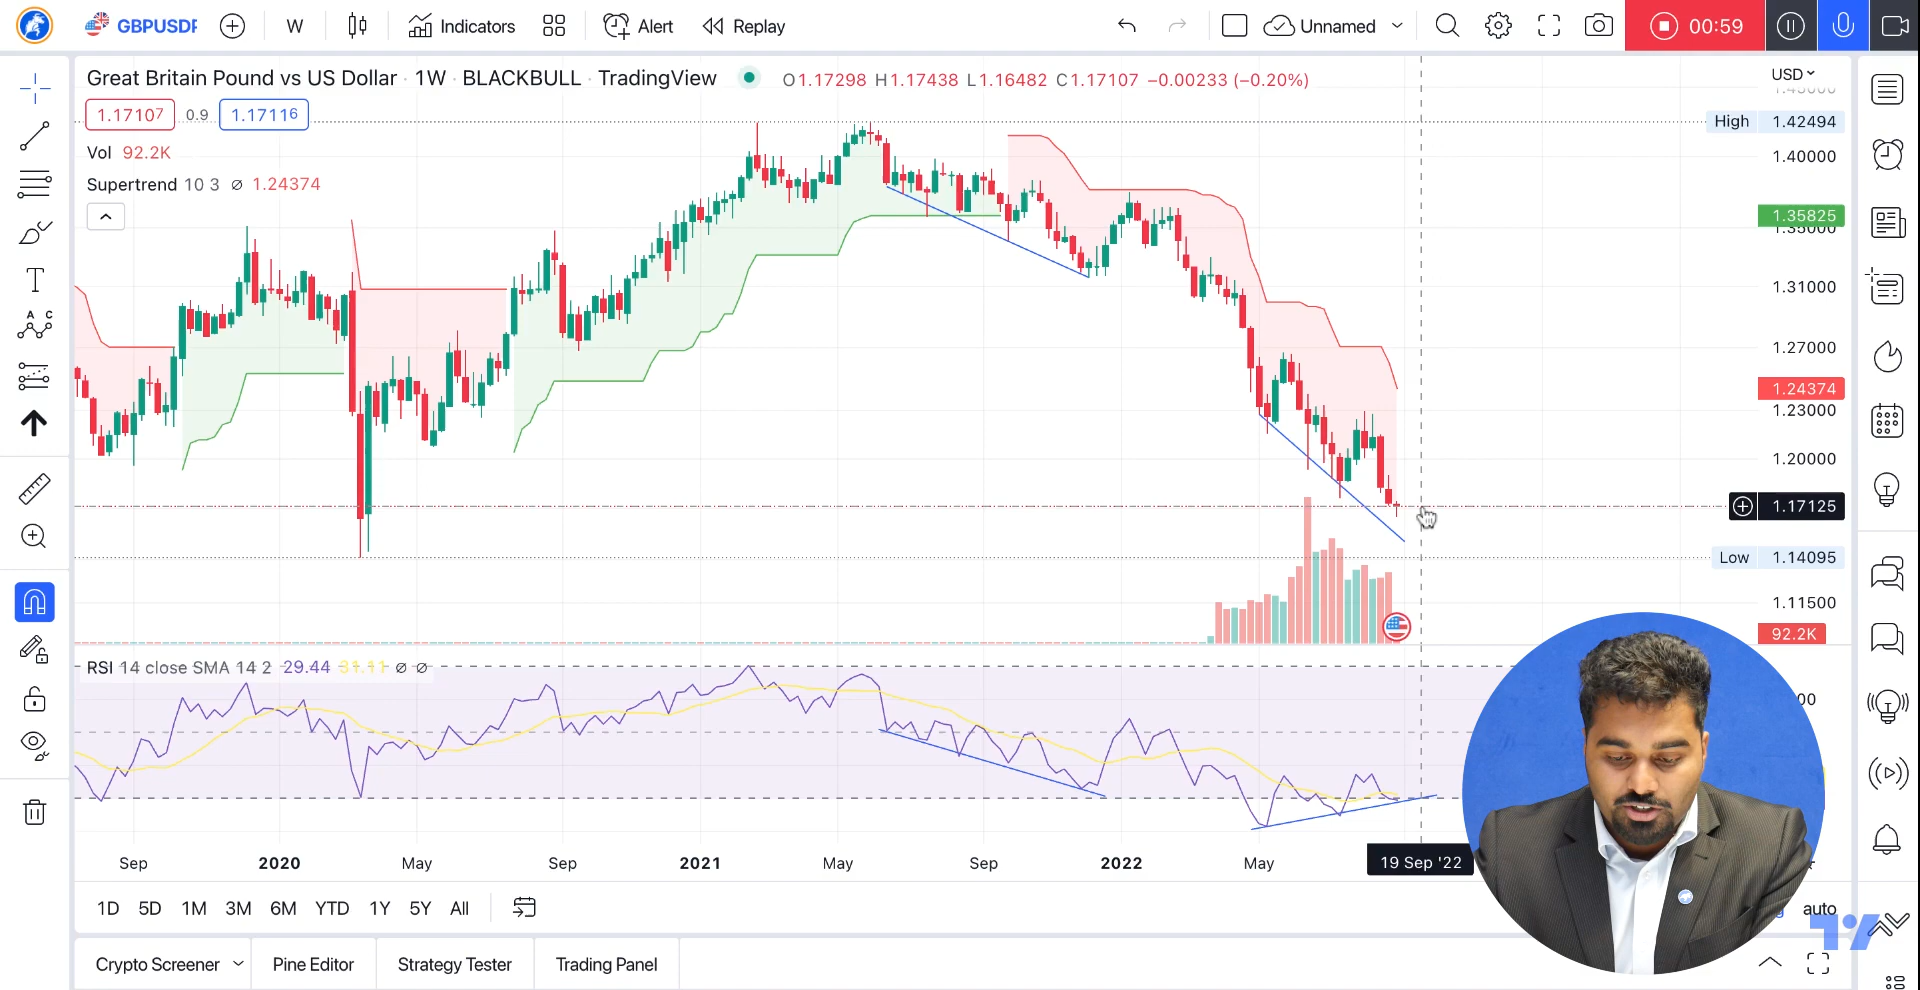 GBPUSD W Indicators Alert Replay Unnamed 00:59
Great Britain Pound vs US Dollar · 1W · BLACKBULL · TradingView O1.17298 H1.17438 L1.16482 C1.17107 −0.00233 (−0.20%)
USD
1.17107 0.9 1.17116
Vol 92.2K
Supertrend 10 3 ⌀ 1.24374
High 1.42494
1.40000
1.35825
1.35000
1.31000
1.27000
1.24374
1.23000
1.20000
1.17125
Low 1.14095
1.11500
92.2K
RSI 14 close SMA 14 2 29.44 31.11 ⌀ ⌀
Sep 2020 May Sep 2021 May Sep 2022 May 19 Sep '22
1D 5D 1M 3M 6M YTD 1Y 5Y All
auto
Crypto Screener Pine Editor Strategy Tester Trading Panel